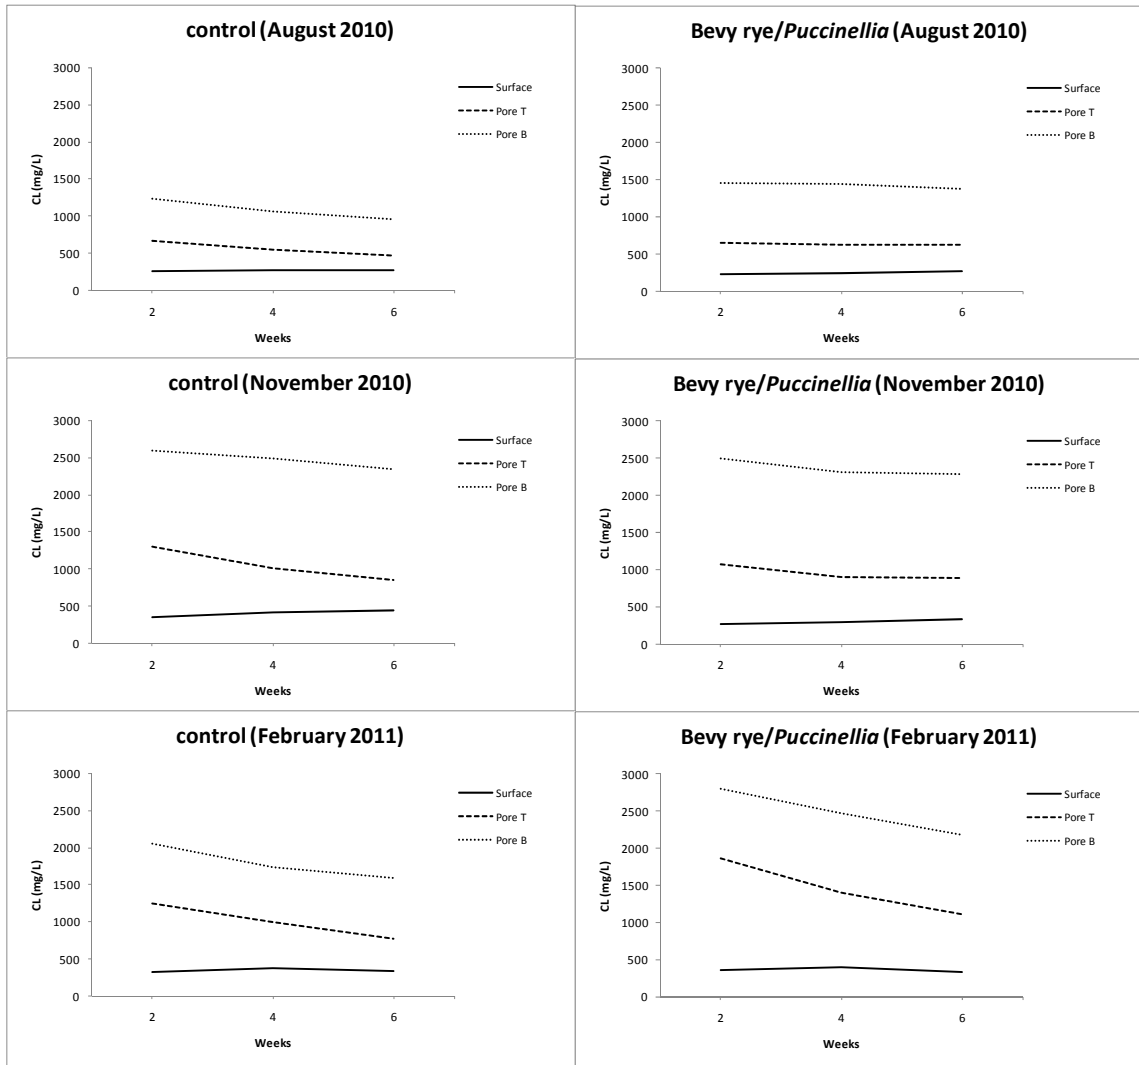 control (August 2010)
3000
2500
2000
1500
1000
500
0
CL (mg/L)
2 4 6
Weeks
Surface
Pore T
Pore B
Bevy rye/Puccinellia (August 2010)
3000
2500
2000
1500
1000
500
0
CL (mg/L)
2 4 6
Weeks
Surface
Pore T
Pore B
control (November 2010)
3000
2500
2000
1500
1000
500
0
CL (mg/L)
2 4 6
Weeks
Surface
Pore T
Pore B
Bevy rye/Puccinellia (November 2010)
3000
2500
2000
1500
1000
500
0
CL (mg/L)
2 4 6
Weeks
Surface
Pore T
Pore B
control (February 2011)
3000
2500
2000
1500
1000
500
0
CL (mg/L)
2 4 6
Weeks
Surface
Pore T
Pore B
Bevy rye/Puccinellia (February 2011)
3000
2500
2000
1500
1000
500
0
CL (mg/L)
2 4 6
Weeks
Surface
Pore T
Pore B